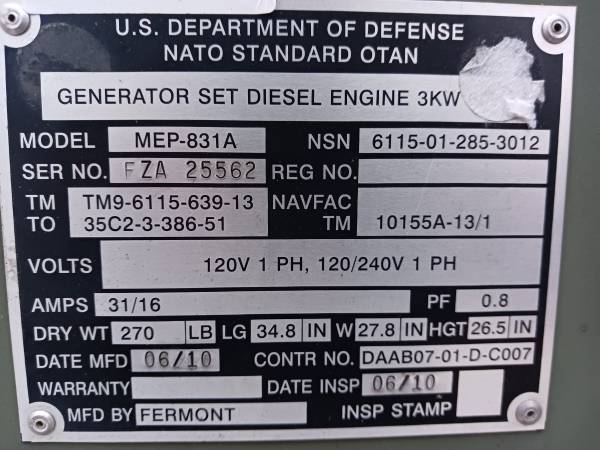 U.S. DEPARTMENT OF DEFENSE
NATO STANDARD OTAN
GENERATOR SET DIESEL ENGINE 3KW
MODEL MEP-831A NSN 6115-01-285-3012
SER NO. FZA 25562 REG NO.
TM TM9-6115-639-13 NAVFAC
TO 35C2-3-386-51 TM 10155A-13/1
VOLTS 120V 1 PH, 120/240V 1 PH
AMPS 31/16 PF 0.8
DRY WT 270 LB LG 34.8 IN W 27.8 IN HGT 26.5 IN
DATE MFD 06/10 CONTR NO. DAAB07-01-D-C007
WARRANTY DATE INSP 06/10
MFD BY FERMONT INSP STAMP